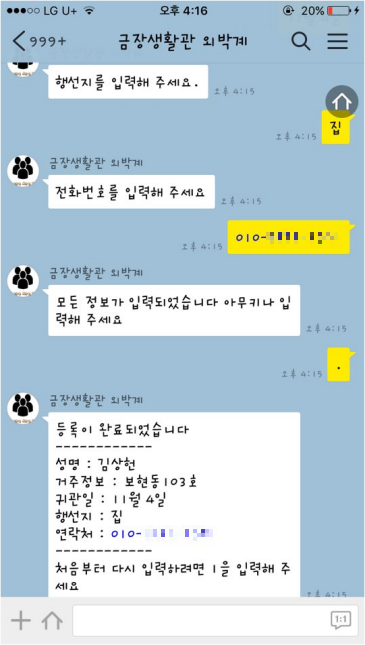 LG U+ 오후 4:16 20%
999+ 금장생활관 외박계
행선지를 입력해 주세요.
오후 4:15
집
오후 4:15
금장생활관 외박계
전화번호를 입력해 주세요
오후 4:15
010-
오후 4:15
금장생활관 외박계
모든 정보가 입력되었습니다 아무키나 입
력해 주세요
오후 4:15
.
오후 4:15
금장생활관 외박계
등록이 완료되었습니다
------------
성명 : 김상헌
거주정보 : 보현동103호
귀관일 : 11월 4일
행선지 : 집
연락처 : 010-
------------
처음부터 다시 입력하려면 1을 입력해 주
세요
오후 4:15
1:1